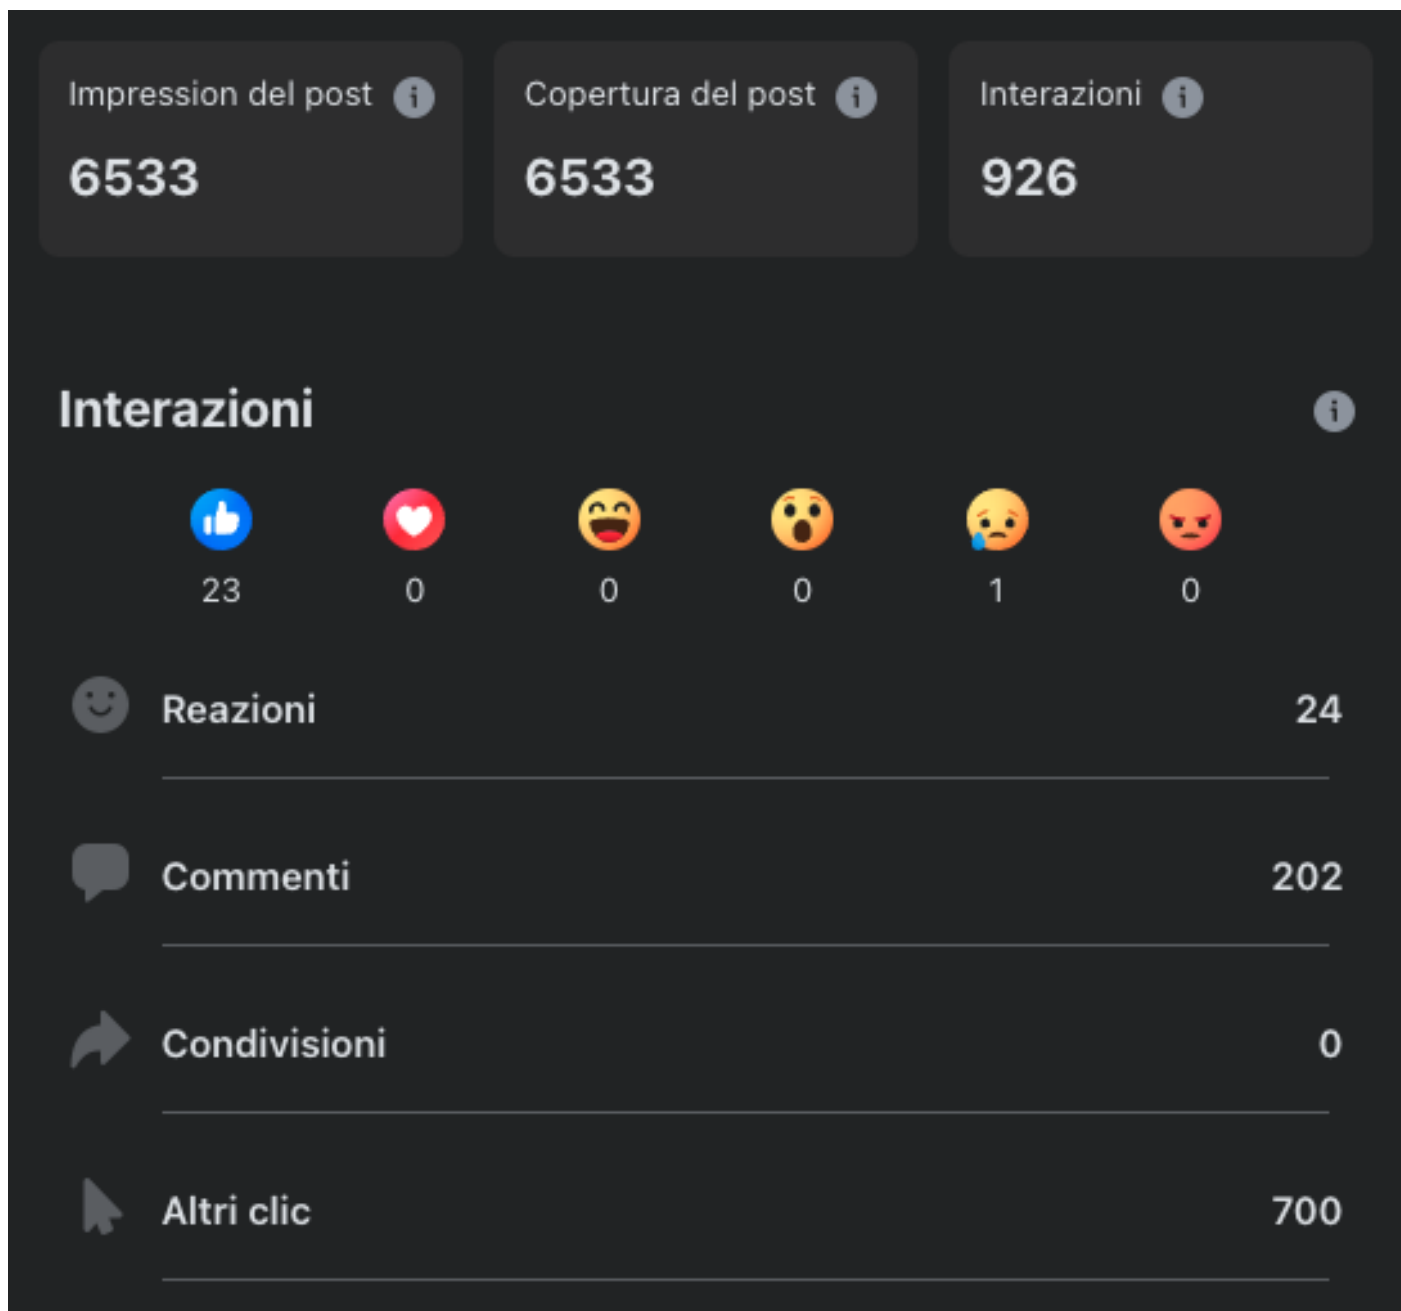 Impression del post
Copertura del post
Interazioni
6533
6533
926
Interazioni
23
0
0
0
1
0
Reazioni
24
Commenti
202
Condivisioni
0
Altri clic
700